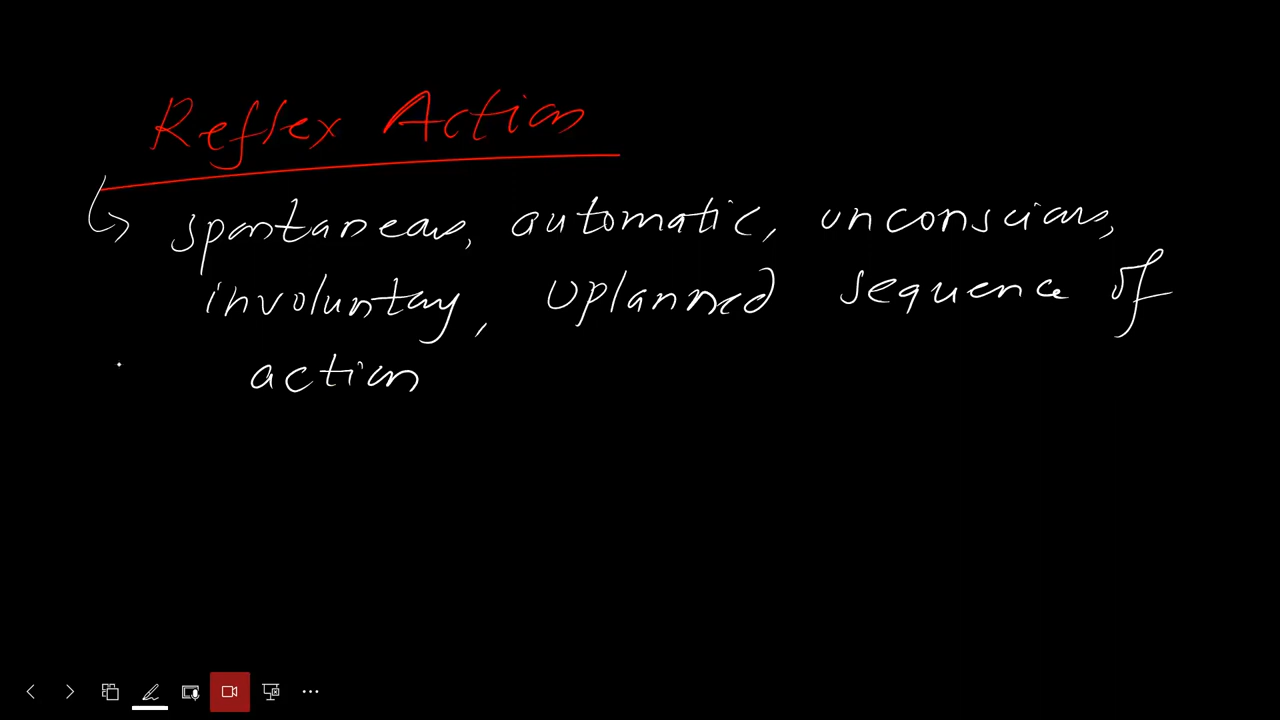 Reflex Action
↳ spontaneous, automatic, unconscious,
involuntary, uplanned sequence of
action